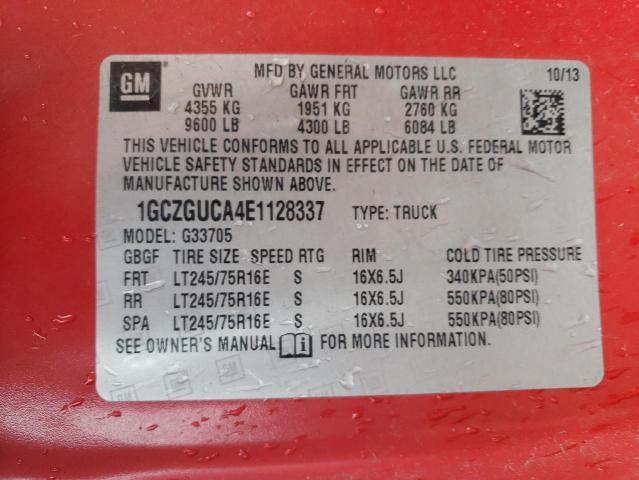 GM
MFD BY GENERAL MOTORS LLC 10/13
GVWR GAWR FRT GAWR RR
4355 KG 1951 KG 2760 KG
9600 LB 4300 LB 6084 LB
THIS VEHICLE CONFORMS TO ALL APPLICABLE U.S. FEDERAL MOTOR
VEHICLE SAFETY STANDARDS IN EFFECT ON THE DATE OF
MANUFACTURE SHOWN ABOVE.
1GCZGUCA4E1128337 TYPE: TRUCK
MODEL: G33705
GBGF TIRE SIZE SPEED RTG RIM COLD TIRE PRESSURE
FRT LT245/75R16E S 16X6.5J 340KPA(50PSI)
RR LT245/75R16E S 16X6.5J 550KPA(80PSI)
SPA LT245/75R16E S 16X6.5J 550KPA(80PSI)
SEE OWNER'S MANUAL i FOR MORE INFORMATION.